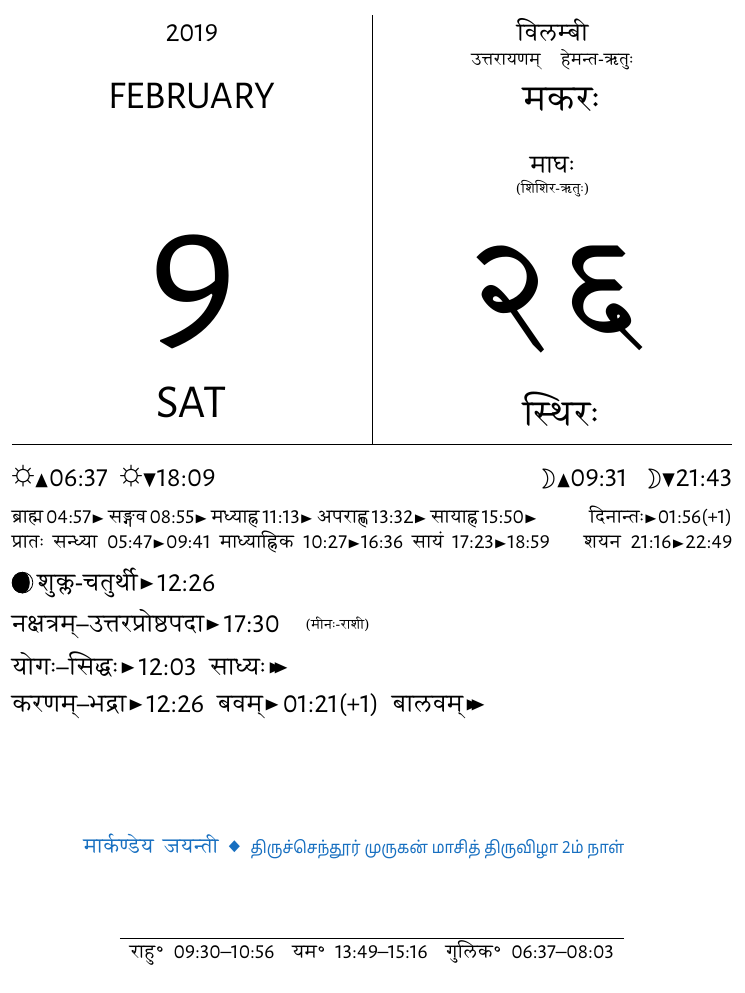 2019
FEBRUARY
9
SAT
विलम्बी
उत्तरायणम् हेमन्त-ऋतुः
मकरः
माघः
(शिशिर-ऋतुः)
२६
स्थिरः
☼▲06:37 ☼▼18:09 ☽▲09:31 ☽▼21:43
ब्राह्म 04:57► सङ्गव 08:55► मध्याह्न 11:13► अपराह्ण 13:32► सायाह्न 15:50► दिनान्तः►01:56(+1)
प्रातः सन्ध्या 05:47►09:41 माध्याह्निक 10:27►16:36 सायं 17:23►18:59 शयन 21:16►22:49
शुक्ल-चतुर्थी►12:26
नक्षत्रम्–उत्तरप्रोष्ठपदा►17:30 (मीनः-राशी)
योगः–सिद्धः►12:03 साध्यः►►
करणम्–भद्रा►12:26 बवम्►01:21(+1) बालवम्►►
मार्कण्डेय जयन्ती ◆ திருச்செந்தூர் முருகன் மாசித் திருவிழா 2ம் நாள்
राहु° 09:30–10:56 यम° 13:49–15:16 गुलिक° 06:37–08:03